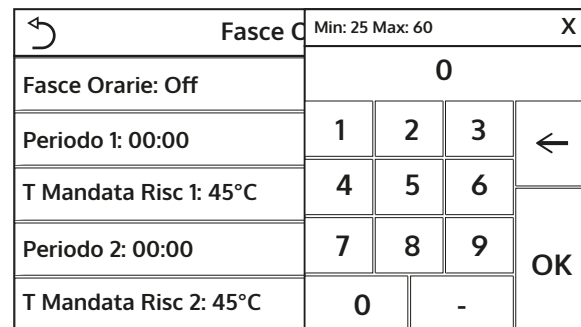 Fasce O
Fasce Orarie: Off
Periodo 1: 00:00
T Mandata Risc 1: 45°C
Periodo 2: 00:00
T Mandata Risc 2: 45°C
Min: 25 Max: 60 X
0
1 2 3 ←
4 5 6
7 8 9 OK
0 -